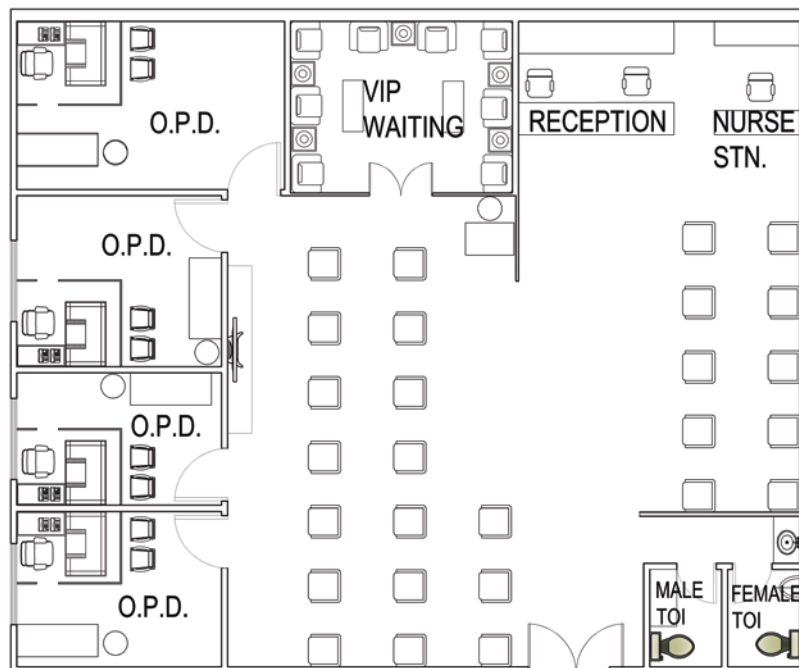 O.P.D.
VIP
WAITING
RECEPTION
NURSE
STN.
O.P.D.
O.P.D.
O.P.D.
MALE
TOI
FEMALE
TOI